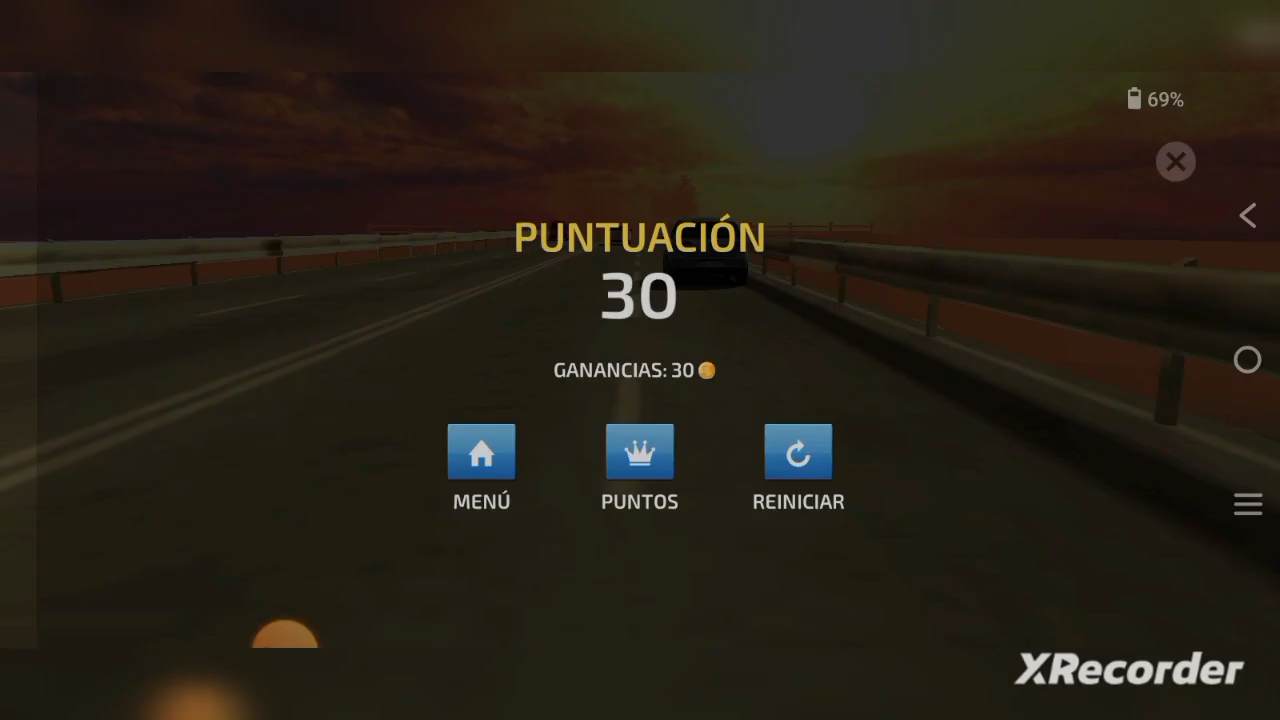 69%
PUNTUACIÓN
30
GANANCIAS: 30
MENÚ
PUNTOS
REINICIAR
XRecorder